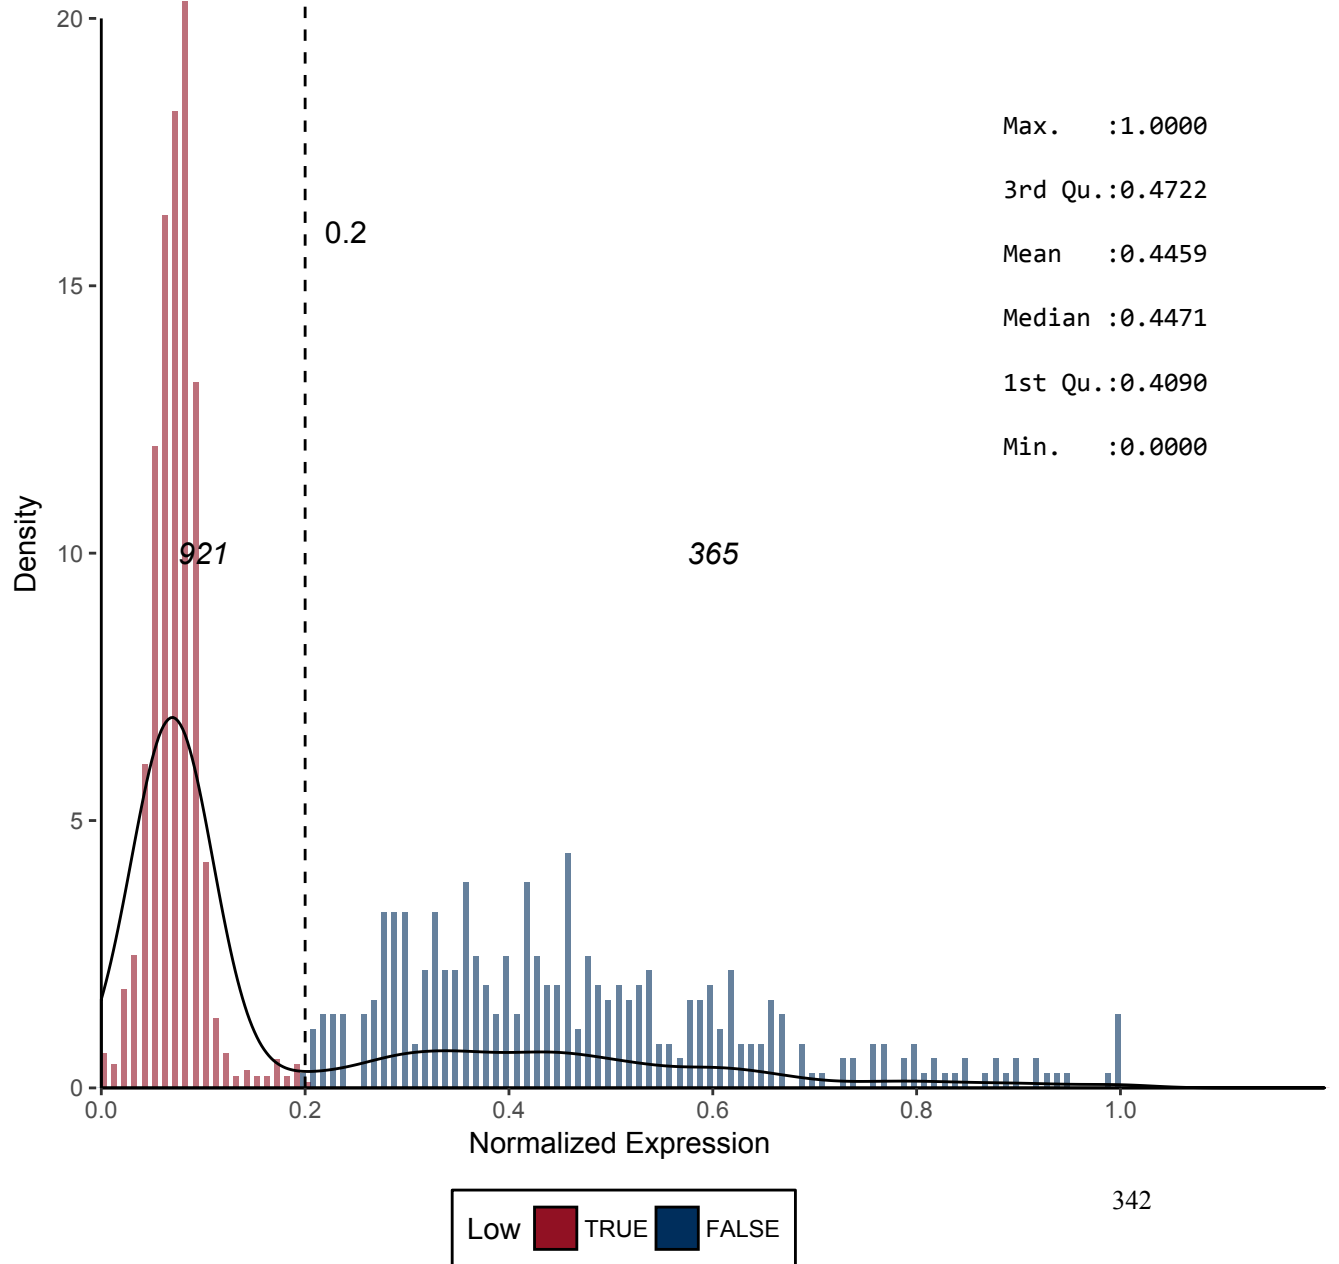 20
15
10
5
0
Density
0.2
921
365
Max.   :1.0000
3rd Qu.:0.4722
Mean   :0.4459
Median :0.4471
1st Qu.:0.4090
Min.   :0.0000
0.0 0.2 0.4 0.6 0.8 1.0
Normalized Expression
342
Low TRUE FALSE